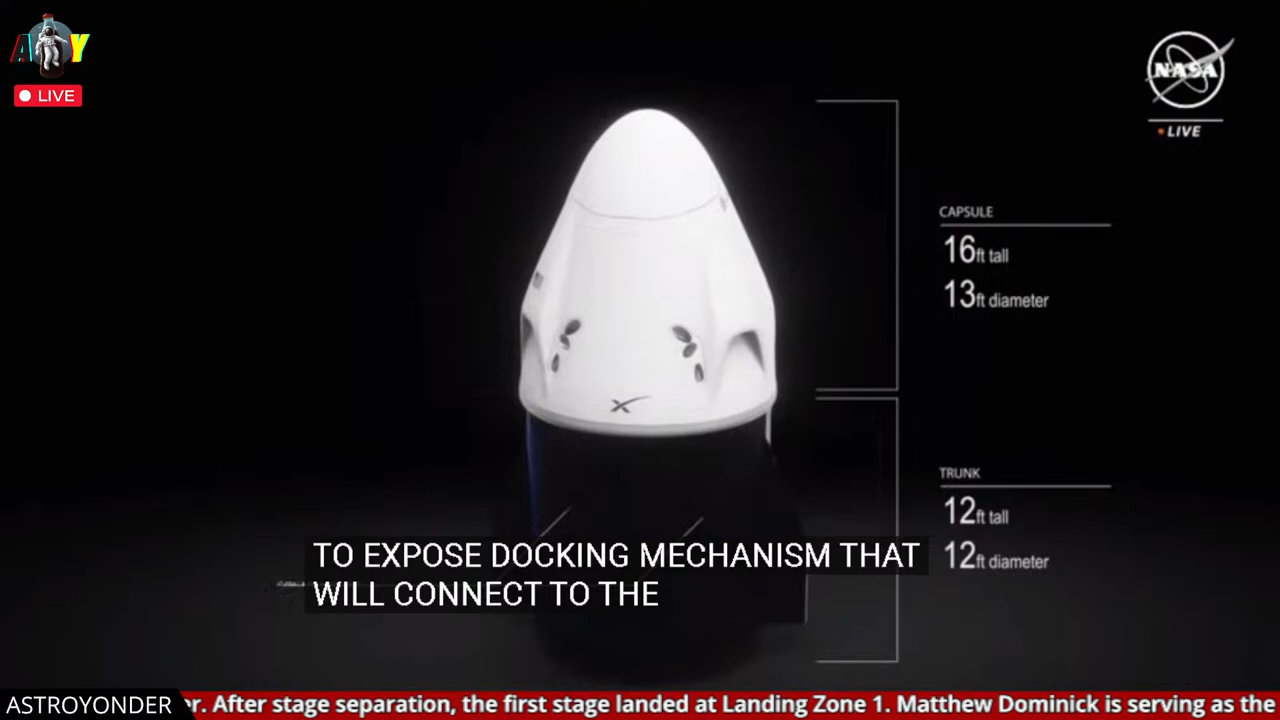 A Y
LIVE
NASA
LIVE
CAPSULE
16ft tall
13ft diameter
TRUNK
12ft tall
12ft diameter
TO EXPOSE DOCKING MECHANISM THAT
WILL CONNECT TO THE
ASTROYONDER
er. After stage separation, the first stage landed at Landing Zone 1. Matthew Dominick is serving as the